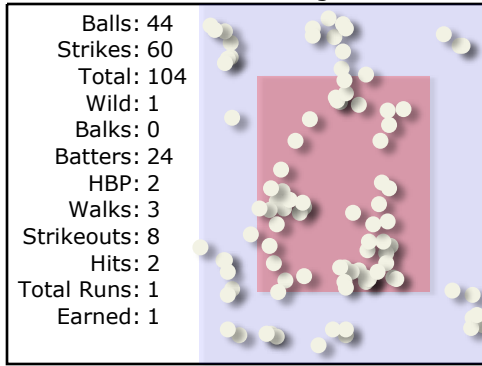 Balls: 44
Strikes: 60
Total: 104
Wild: 1
Balks: 0
Batters: 24
HBP: 2
Walks: 3
Strikeouts: 8
Hits: 2
Total Runs: 1
Earned: 1